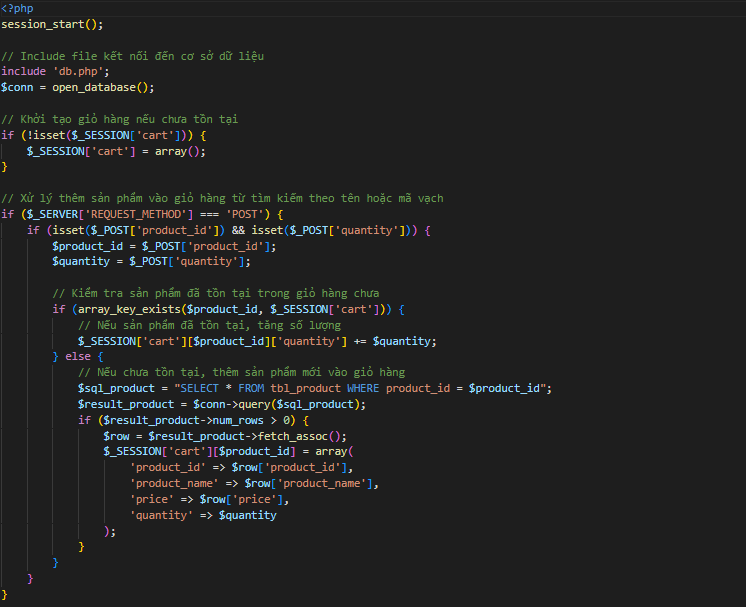 <?php
session_start();

// Include file kết nối đến cơ sở dữ liệu
include 'db.php';
$conn = open_database();

// Khởi tạo giỏ hàng nếu chưa tồn tại
if (!isset($_SESSION['cart'])) {
    $_SESSION['cart'] = array();
}

// Xử lý thêm sản phẩm vào giỏ hàng từ tìm kiếm theo tên hoặc mã vạch
if ($_SERVER['REQUEST_METHOD'] === 'POST') {
    if (isset($_POST['product_id']) && isset($_POST['quantity'])) {
        $product_id = $_POST['product_id'];
        $quantity = $_POST['quantity'];

        // Kiểm tra sản phẩm đã tồn tại trong giỏ hàng chưa
        if (array_key_exists($product_id, $_SESSION['cart'])) {
            // Nếu sản phẩm đã tồn tại, tăng số lượng
            $_SESSION['cart'][$product_id]['quantity'] += $quantity;
        } else {
            // Nếu chưa tồn tại, thêm sản phẩm mới vào giỏ hàng
            $sql_product = "SELECT * FROM tbl_product WHERE product_id = $product_id";
            $result_product = $conn->query($sql_product);
            if ($result_product->num_rows > 0) {
                $row = $result_product->fetch_assoc();
                $_SESSION['cart'][$product_id] = array(
                    'product_id' => $row['product_id'],
                    'product_name' => $row['product_name'],
                    'price' => $row['price'],
                    'quantity' => $quantity
                );
            }
        }
    }
}